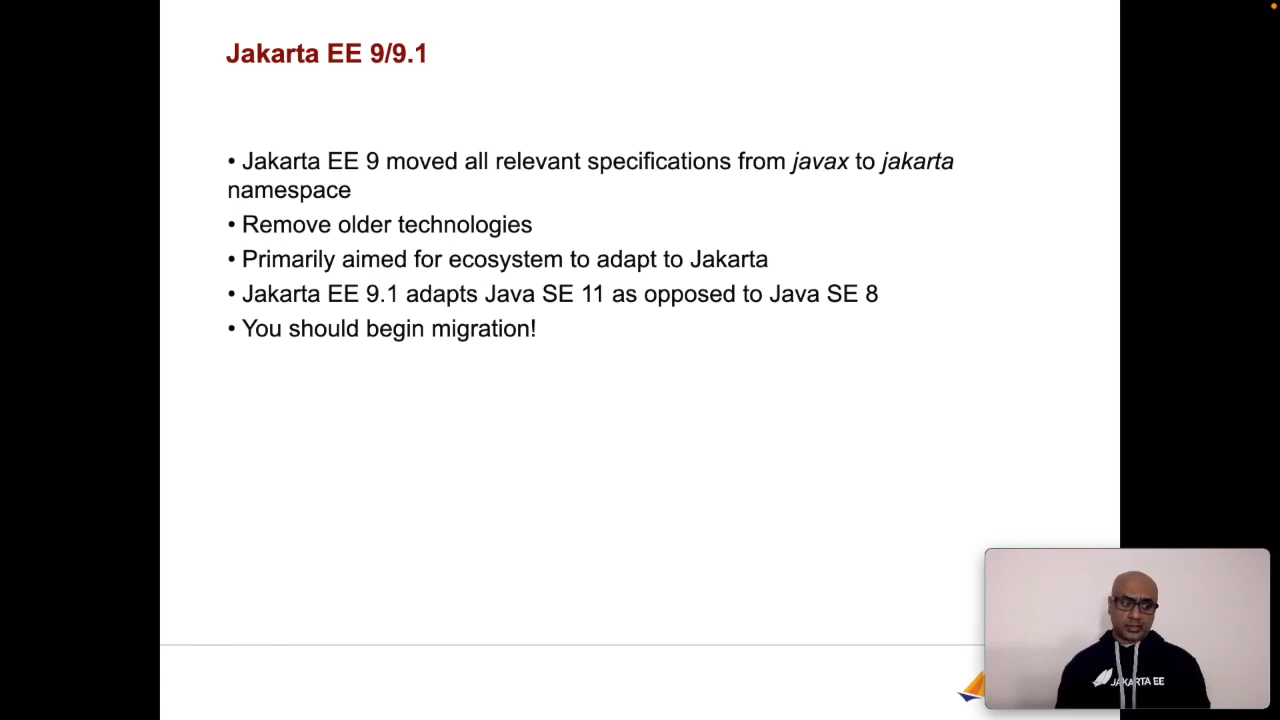 Jakarta EE 9/9.1
• Jakarta EE 9 moved all relevant specifications from javax to jakarta
namespace
• Remove older technologies
• Primarily aimed for ecosystem to adapt to Jakarta
• Jakarta EE 9.1 adapts Java SE 11 as opposed to Java SE 8
• You should begin migration!
JAKARTA EE